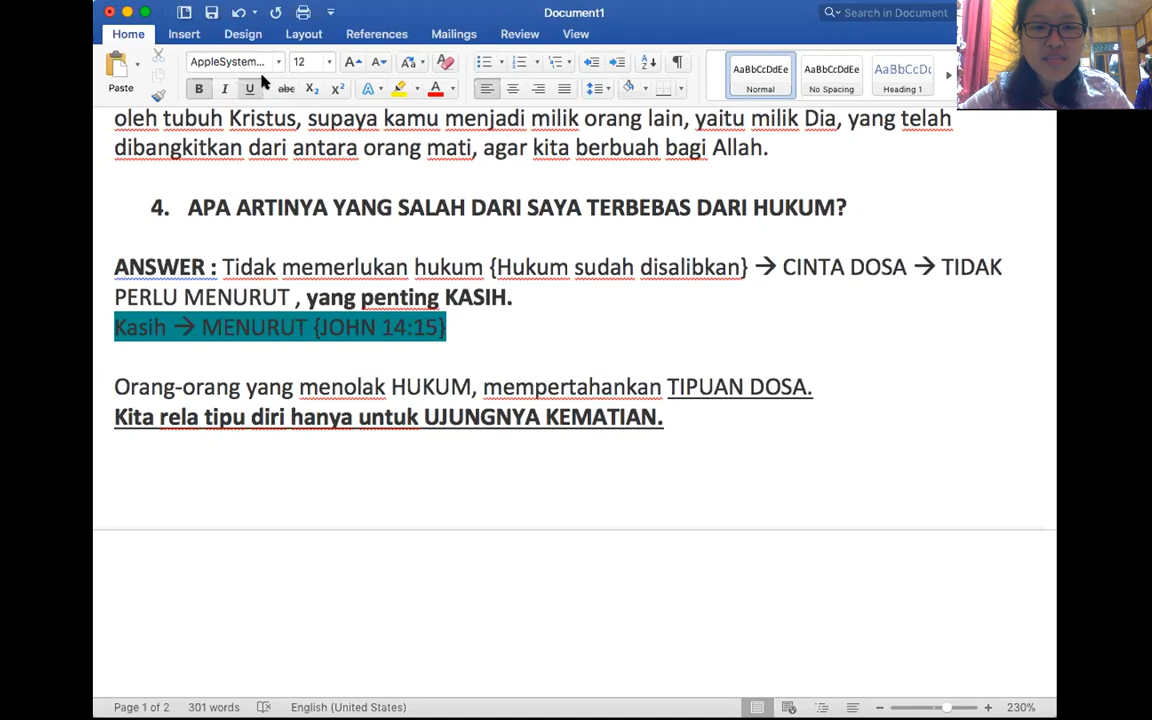 Document1
Search in Document
Home Insert Design Layout References Mailings Review View
Paste
AppleSystem... 12
AaBbCcDdEe AaBbCcDdEe AaBbCcDc
Normal No Spacing Heading 1
oleh tubuh Kristus, supaya kamu menjadi milik orang lain, yaitu milik Dia, yang telah
dibangkitkan dari antara orang mati, agar kita berbuah bagi Allah.
4. APA ARTINYA YANG SALAH DARI SAYA TERBEBAS DARI HUKUM?
ANSWER : Tidak memerlukan hukum {Hukum sudah disalibkan} → CINTA DOSA → TIDAK
PERLU MENURUT , yang penting KASIH.
Kasih → MENURUT {JOHN 14:15}
Orang-orang yang menolak HUKUM, mempertahankan TIPUAN DOSA.
Kita rela tipu diri hanya untuk UJUNGNYA KEMATIAN.
Page 1 of 2 301 words English (United States) 230%